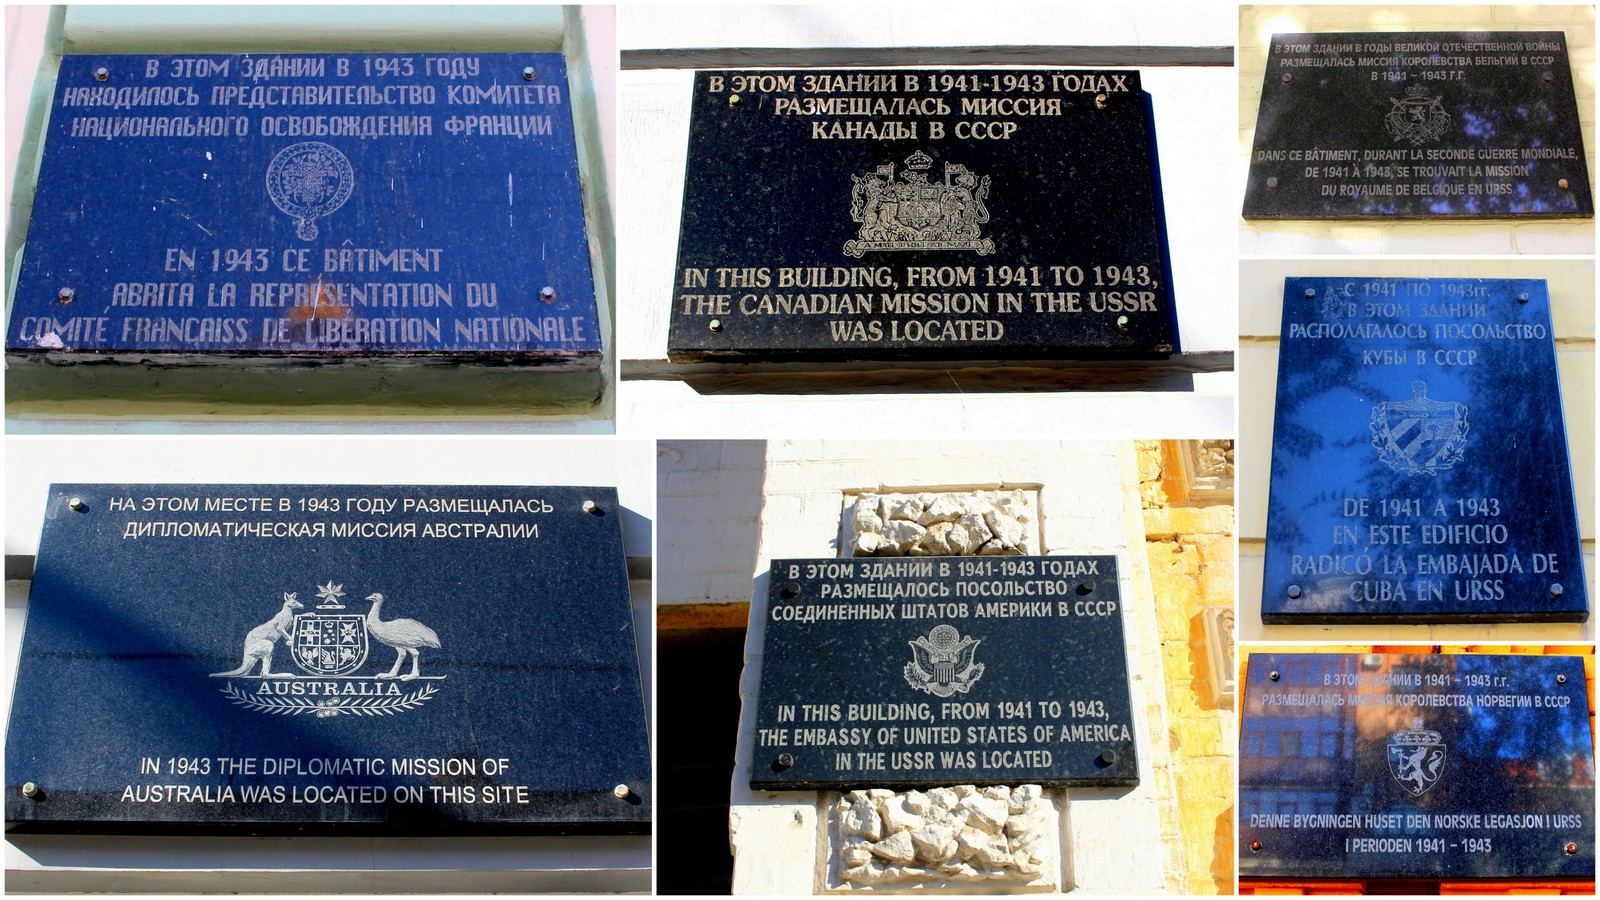 В ЭТОМ ЗДАНИИ В 1943 ГОДУ
НАХОДИЛОСЬ ПРЕДСТАВИТЕЛЬСТВО КОМИТЕТА
НАЦИОНАЛЬНОГО ОСВОБОЖДЕНИЯ ФРАНЦИИ
EN 1943 CE BÂTIMENT
ABRITA LA REPRÉSENTATION DU
COMITÉ FRANCAISS DE LIBÉRATION NATIONALE
В ЭТОМ ЗДАНИИ В 1941-1943 ГОДАХ
РАЗМЕЩАЛАСЬ МИССИЯ
КАНАДЫ В СССР
A MARI USQUE AD MARE
IN THIS BUILDING, FROM 1941 TO 1943,
THE CANADIAN MISSION IN THE USSR
WAS LOCATED
В ЭТОМ ЗДАНИИ В ГОДЫ ВЕЛИКОЙ ОТЕЧЕСТВЕННОЙ ВОЙНЫ
РАЗМЕЩАЛАСЬ МИССИЯ КОРОЛЕВСТВА БЕЛЬГИИ В СССР
В 1941 – 1943 Г.Г.
DANS CE BÂTIMENT, DURANT LA SECONDE GUERRE MONDIALE,
DE 1941 À 1943, SE TROUVAIT LA MISSION
DU ROYAUME DE BELGIQUE EN URSS
С 1941 ПО 1943гг.
В ЭТОМ ЗДАНИИ
РАСПОЛАГАЛОСЬ ПОСОЛЬСТВО
КУБЫ В СССР
DE 1941 A 1943
EN ESTE EDIFICIO
RADICÓ LA EMBAJADA DE
CUBA EN URSS
НА ЭТОМ МЕСТЕ В 1943 ГОДУ РАЗМЕЩАЛАСЬ
ДИПЛОМАТИЧЕСКАЯ МИССИЯ АВСТРАЛИИ
AUSTRALIA
IN 1943 THE DIPLOMATIC MISSION OF
AUSTRALIA WAS LOCATED ON THIS SITE
В ЭТОМ ЗДАНИИ В 1941-1943 ГОДАХ
РАЗМЕЩАЛОСЬ ПОСОЛЬСТВО
СОЕДИНЕННЫХ ШТАТОВ АМЕРИКИ В СССР
IN THIS BUILDING, FROM 1941 TO 1943,
THE EMBASSY OF UNITED STATES OF AMERICA
IN THE USSR WAS LOCATED
В ЭТОМ ЗДАНИИ В 1941 – 1943 г.г.
РАЗМЕЩАЛАСЬ МИССИЯ КОРОЛЕВСТВА НОРВЕГИИ В СССР
DENNE BYGNINGEN HUSET DEN NORSKE LEGASJON I URSS
I PERIODEN 1941 – 1943